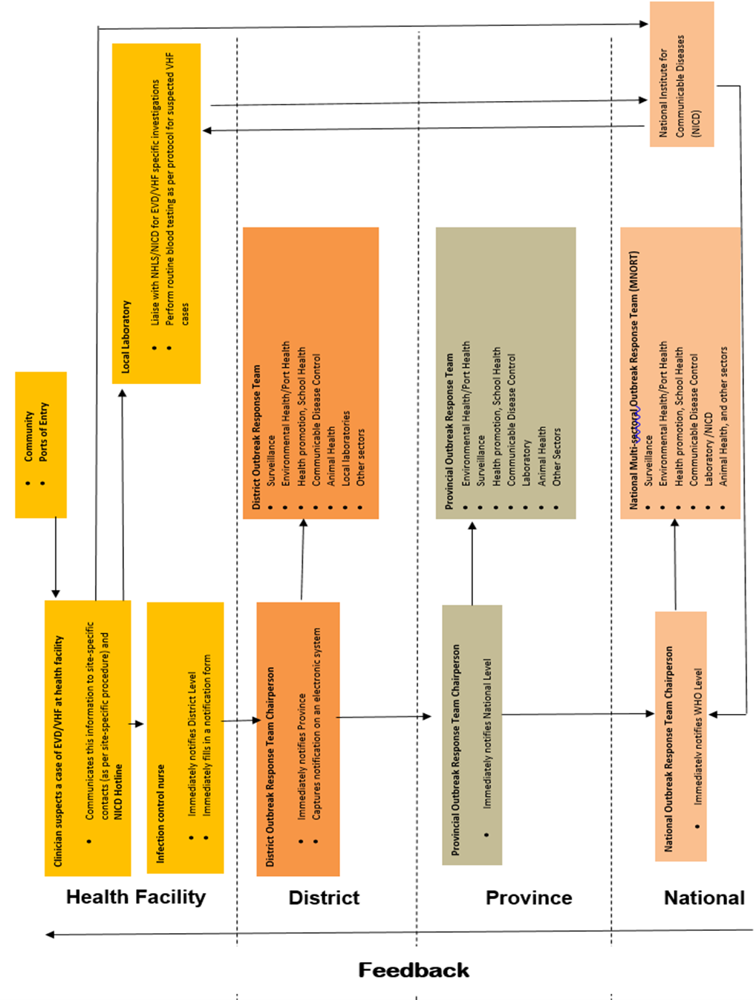 Community
Ports of Entry
Clinician suspects a case of EVD/VHF at health facility
Communicates this information to site-specific
contacts (as per site-specific procedure) and
NICD Hotline
Local Laboratory
Liaise with NHLS/NICD for EVD/VHF specific investigations
Perform routine blood testing as per protocol for suspected VHF
cases
Infection control nurse
Immediately notifies District Level
Immediately fills in a notification form
District Outbreak Response Team Chairperson
Immediately notifies Province
Captures notification on an electronic system
District Outbreak Response Team
Surveillance
Environmental Health/Port Health
Health promotion, School Health
Communicable Disease Control
Animal Health
Local laboratories
Other sectors
Provincial Outbreak Response Team Chairperson
Immediately notifies National Level
Provincial Outbreak Response Team
Environmental Health/Port Health
Surveillance
Health promotion, School Health
Communicable Disease Control
Laboratory
Animal Health
Other Sectors
National Outbreak Response Team Chairperson
Immediately notifies WHO Level
National Multi-sectoral Outbreak Response Team (MNORT)
Surveillance
Environmental Health/Port Health
Health promotion, School Health
Communicable Disease Control
Laboratory /NICD
Animal Health, and other sectors
National Institute for
Communicable Diseases
(NICD)
Health Facility
District
Province
National
Feedback